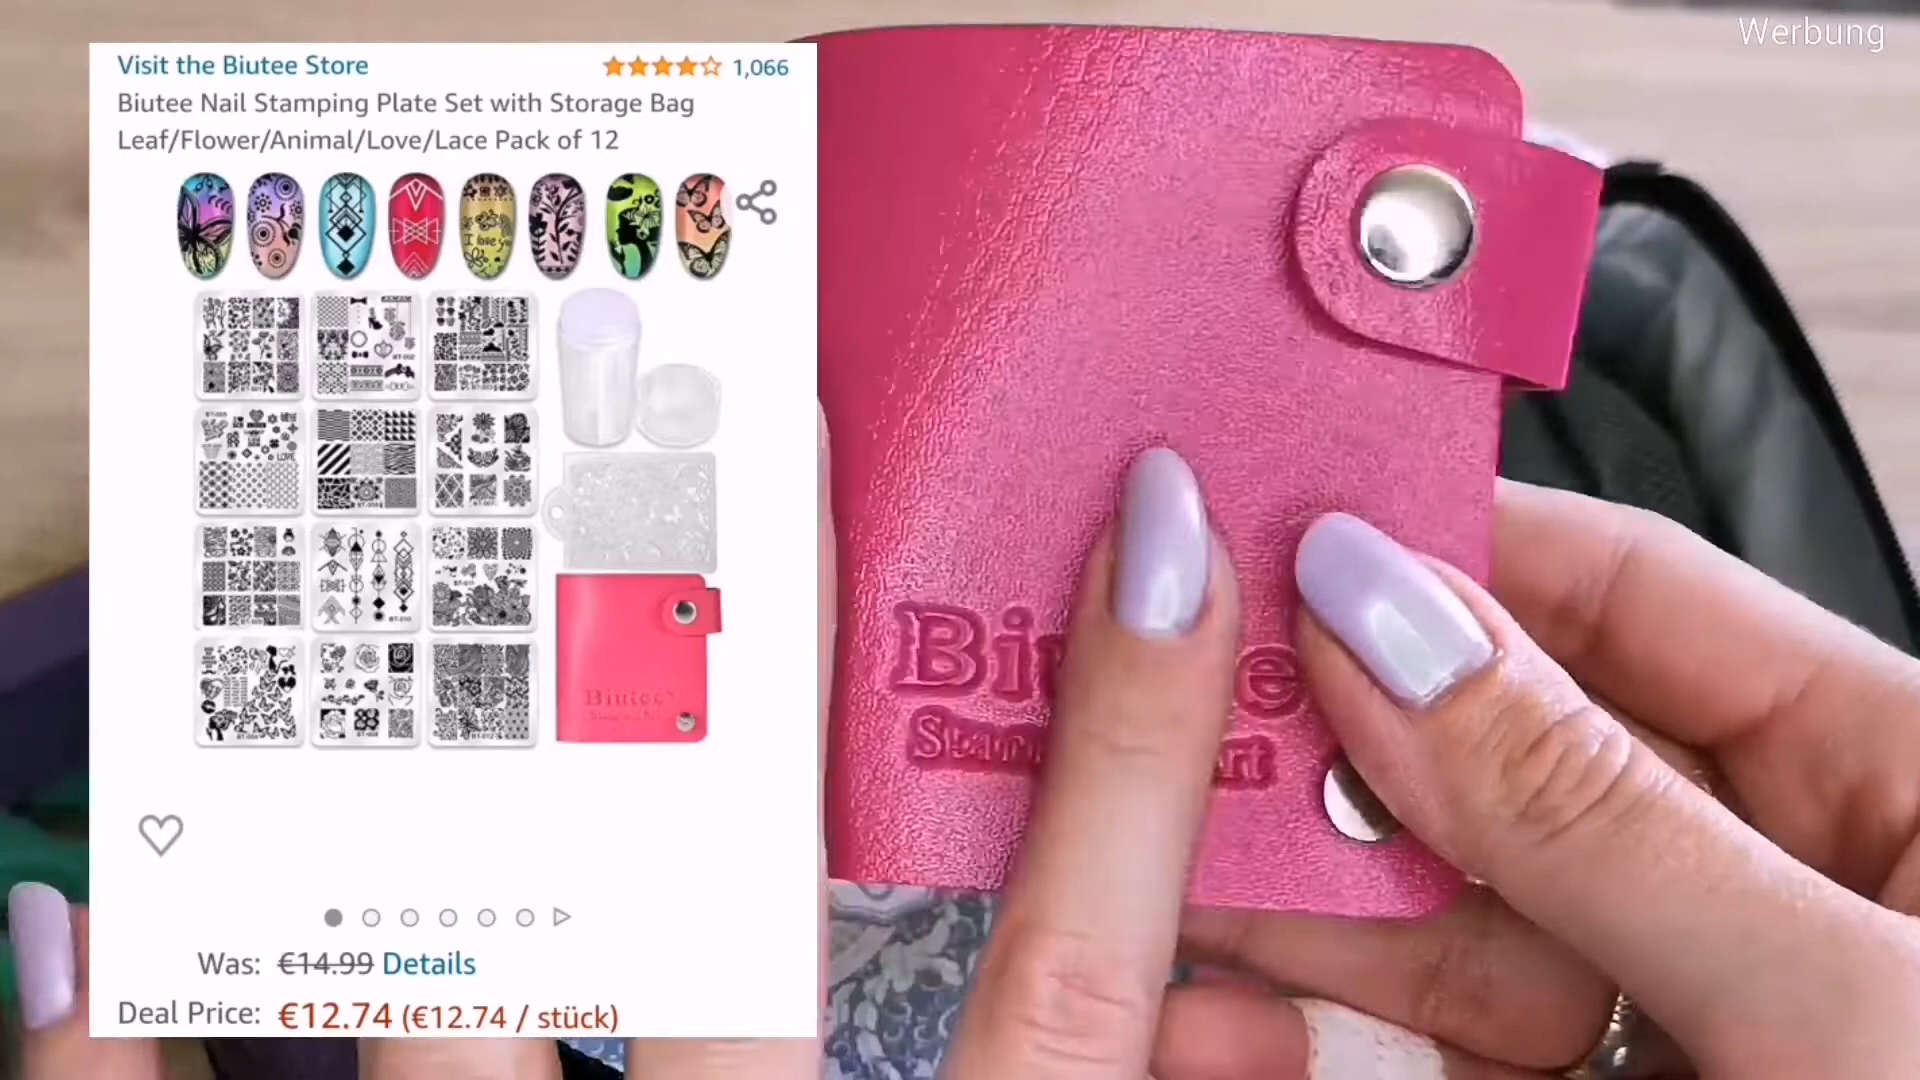 Werbung
Visit the Biutee Store
1,066
Biutee Nail Stamping Plate Set with Storage Bag
Leaf/Flower/Animal/Love/Lace Pack of 12
Was: €14.99 Details
Deal Price: €12.74 (€12.74 / stück)
Biutee